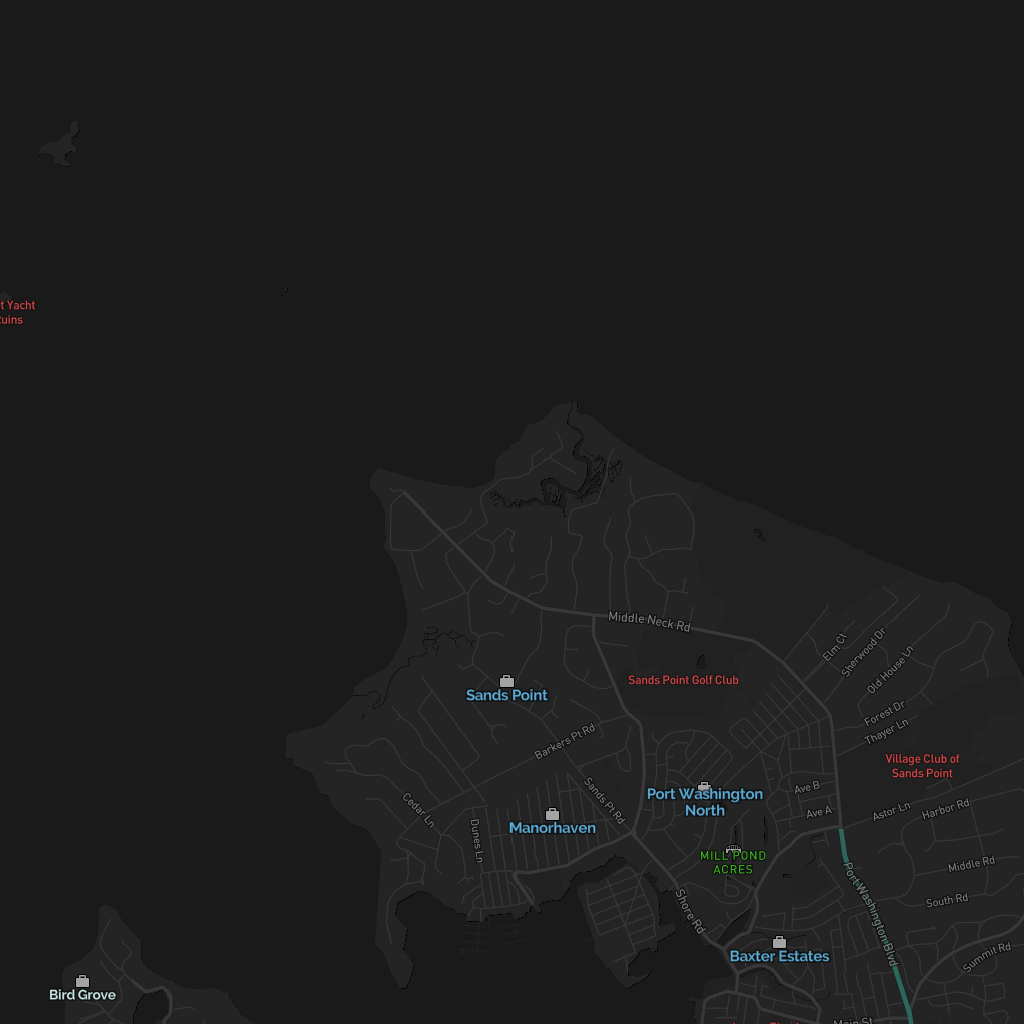 t Yacht
Middle Neck Rd
Elm Ct
Sherwood Dr
Old House Ln
Sands Point Golf Club
Sands Point
Forest Dr
Thayer Ln
Barkers Pt Rd
Village Club of
Sands Point
Sands Pt Rd
Port Washington
North
Ave B
Ave A
Astor Ln
Harbor Rd
Cedar Ln
Dunes Ln
Manorhaven
MILL POND
ACRES
Middle Rd
South Rd
Port Washington Blvd
Shore Rd
Baxter Estates
Summit Rd
Bird Grove
Main St